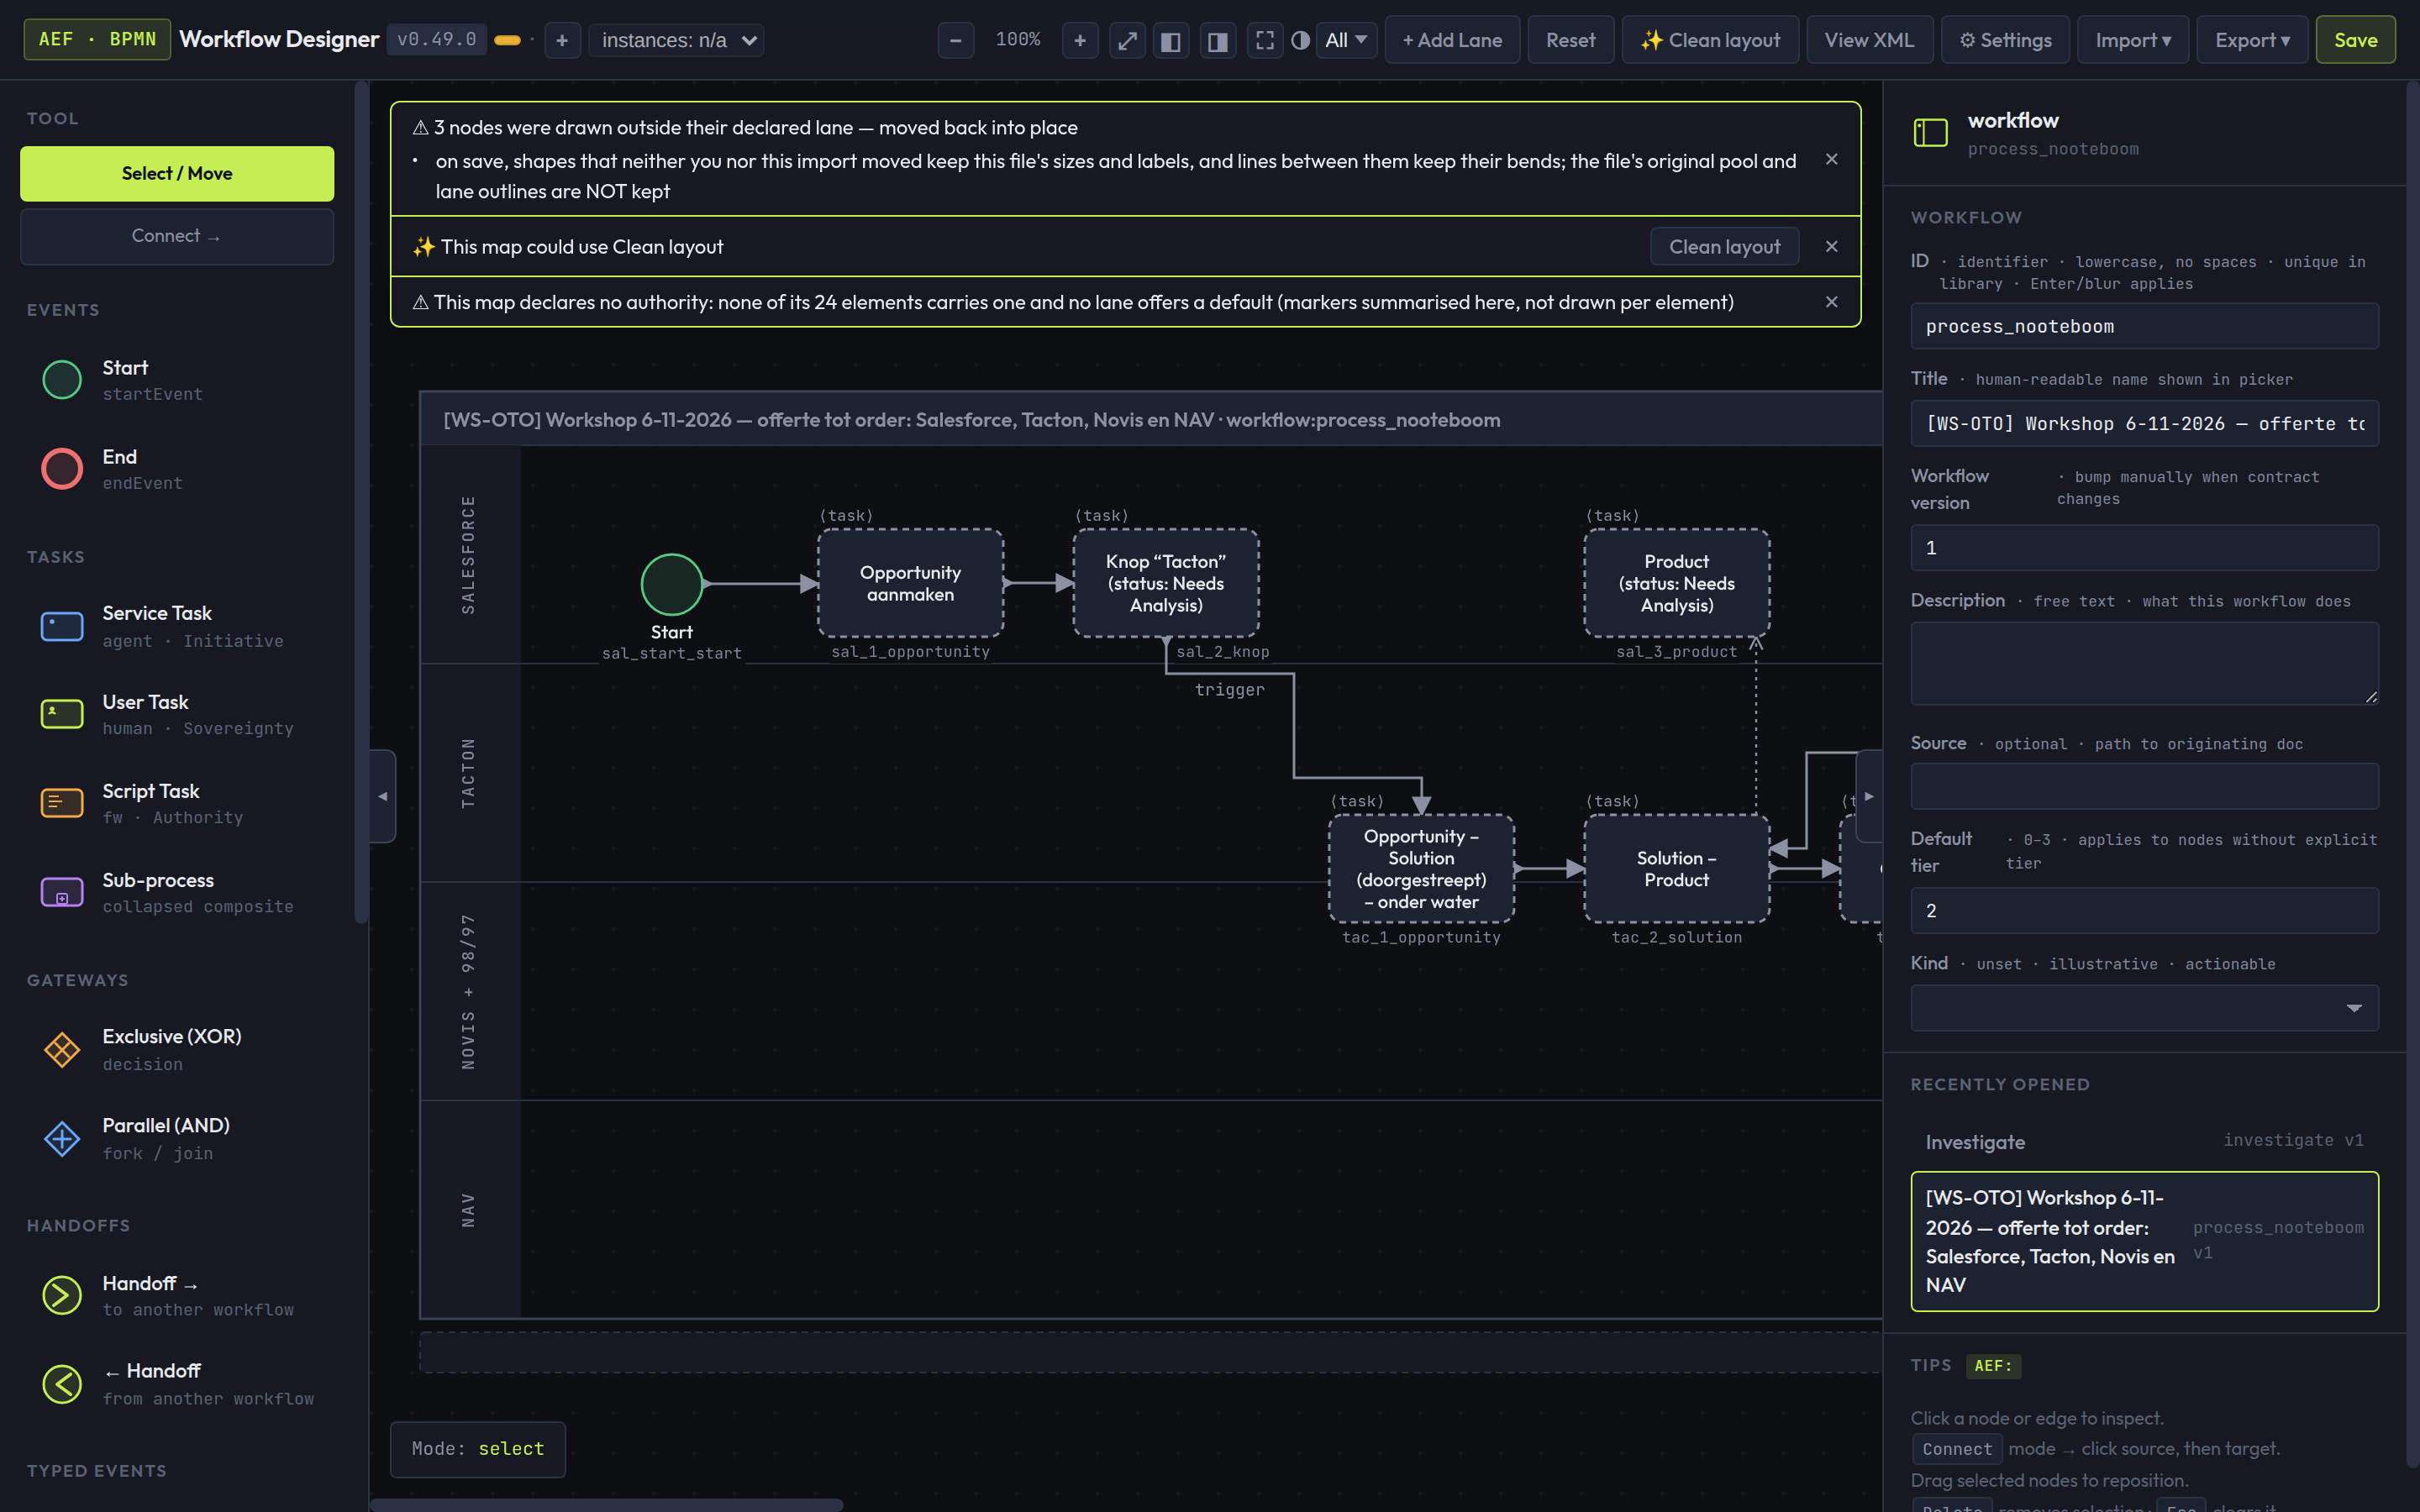 AEF · BPMN Workflow Designer v0.49.0 · + instances: n/a − 100% + All + Add Lane Reset ✨ Clean layout View XML ⚙ Settings Import ▾ Export ▾ Save
TOOL
Select / Move
Connect →
EVENTS
Start
startEvent
End
endEvent
TASKS
Service Task
agent · Initiative
User Task
human · Sovereignty
Script Task
fw · Authority
Sub-process
collapsed composite
GATEWAYS
Exclusive (XOR)
decision
Parallel (AND)
fork / join
HANDOFFS
Handoff →
to another workflow
← Handoff
from another workflow
TYPED EVENTS
⚠ 3 nodes were drawn outside their declared lane — moved back into place
• on save, shapes that neither you nor this import moved keep this file's sizes and labels, and lines between them keep their bends; the file's original pool and
lane outlines are NOT kept
×
✨ This map could use Clean layout
Clean layout ×
⚠ This map declares no authority: none of its 24 elements carries one and no lane offers a default (markers summarised here, not drawn per element) ×
[WS-OTO] Workshop 6-11-2026 — offerte tot order: Salesforce, Tacton, Novis en NAV · workflow:process_nooteboom
SALESFORCE
Start
sal_start_start
(task)
Opportunity
aanmaken
sal_1_opportunity
(task)
Knop “Tacton”
(status: Needs
Analysis)
sal_2_knop
(task)
Product
(status: Needs
Analysis)
sal_3_product
trigger
TACTON
(task)
Opportunity –
Solution
(doorgestreept)
– onder water
tac_1_opportunity
(task)
Solution –
Product
tac_2_solution
NOVIS + 98/97
NAV
Mode: select
workflow
process_nooteboom
WORKFLOW
ID · identifier · lowercase, no spaces · unique in
library · Enter/blur applies
process_nooteboom
Title · human-readable name shown in picker
[WS-OTO] Workshop 6-11-2026 — offerte to
Workflow
version
· bump manually when contract
changes
1
Description · free text · what this workflow does
Source · optional · path to originating doc
Default
tier
· 0–3 · applies to nodes without explicit
tier
2
Kind · unset · illustrative · actionable
RECENTLY OPENED
Investigate investigate v1
[WS-OTO] Workshop 6-11-
2026 — offerte tot order:
Salesforce, Tacton, Novis en
NAV
process_nooteboom
v1
TIPS AEF:
Click a node or edge to inspect.
Connect mode → click source, then target.
Drag selected nodes to reposition.